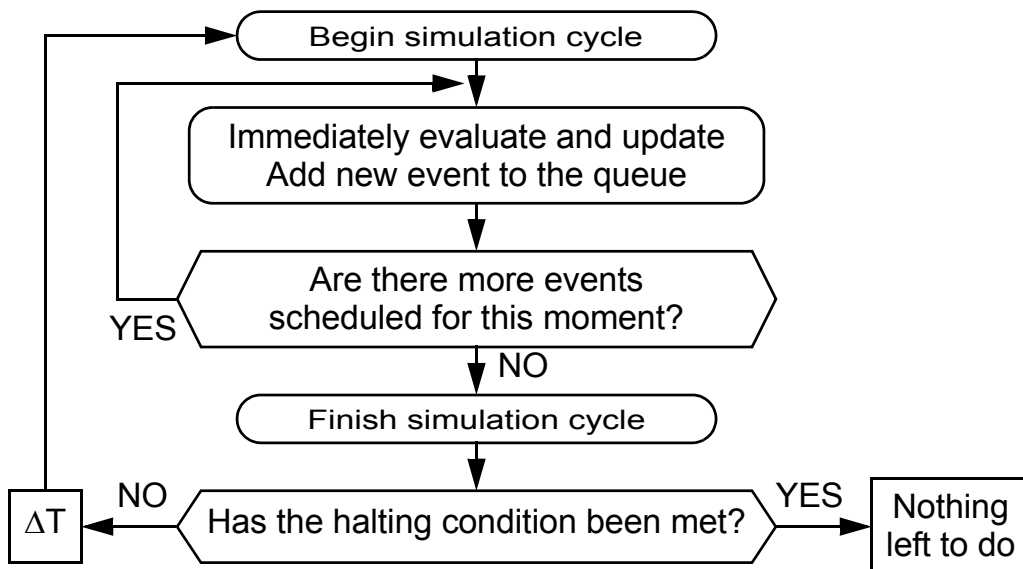 Begin simulation cycle
Immediately evaluate and update
Add new event to the queue
Are there more events
scheduled for this moment?
YES
NO
Finish simulation cycle
NO
YES
ΔT
Has the halting condition been met?
Nothing
left to do